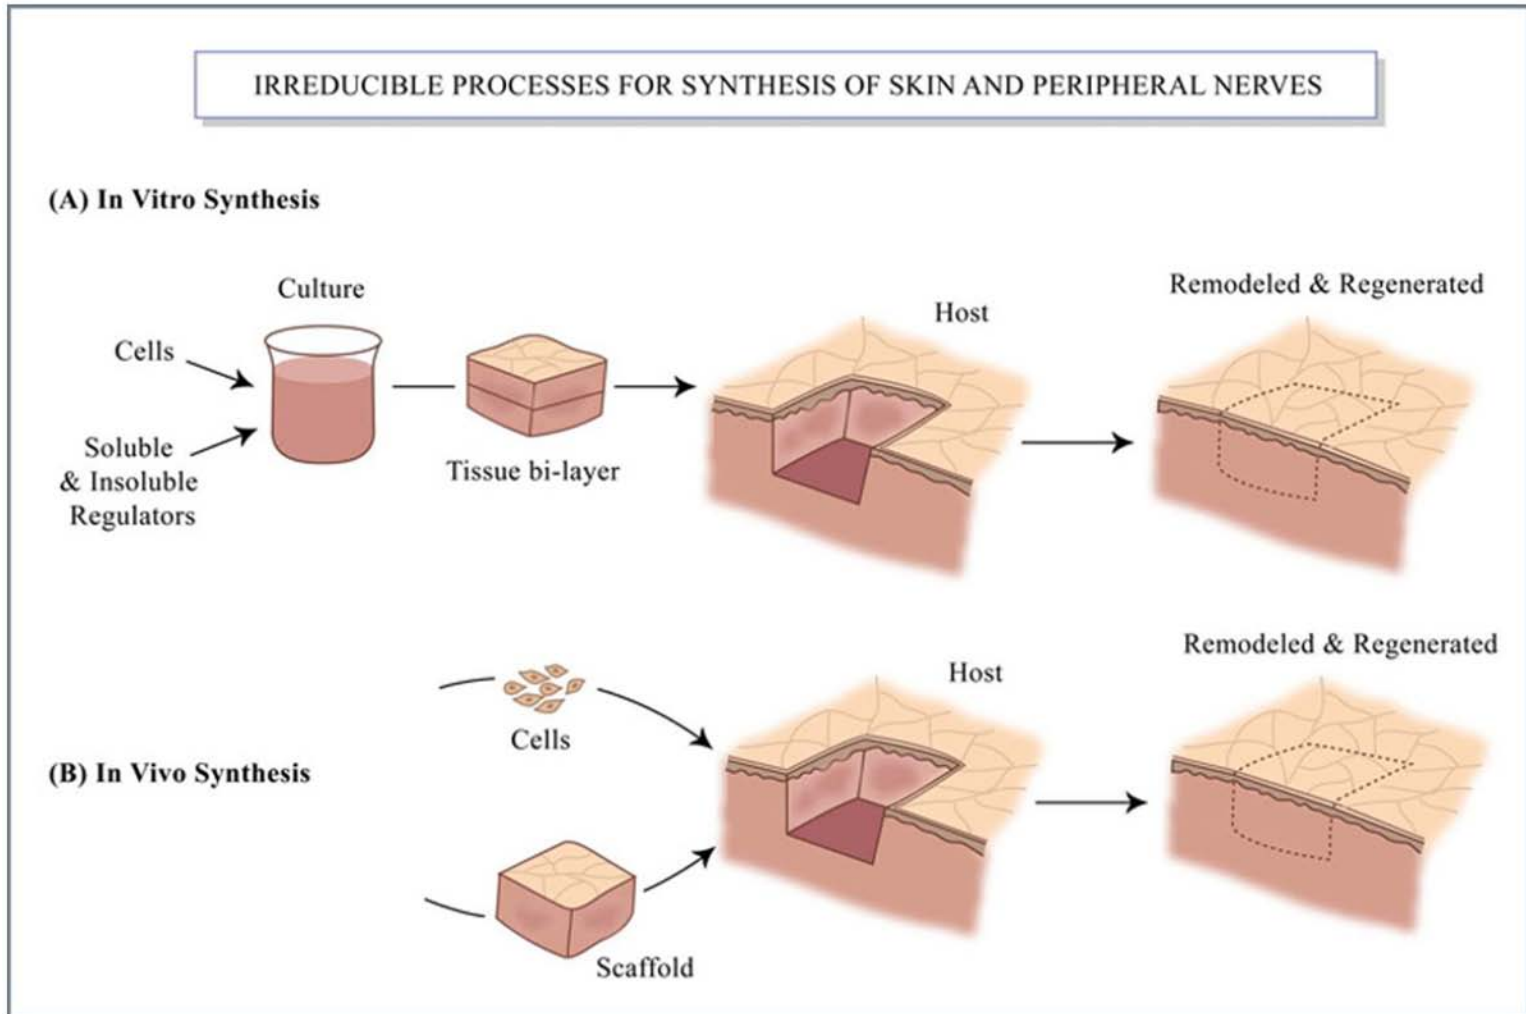 IRREDUCIBLE PROCESSES FOR SYNTHESIS OF SKIN AND PERIPHERAL NERVES
(A) In Vitro Synthesis
Culture
Cells
Soluble
& Insoluble
Regulators
Tissue bi-layer
Host
Remodeled & Regenerated
(B) In Vivo Synthesis
Cells
Scaffold
Host
Remodeled & Regenerated